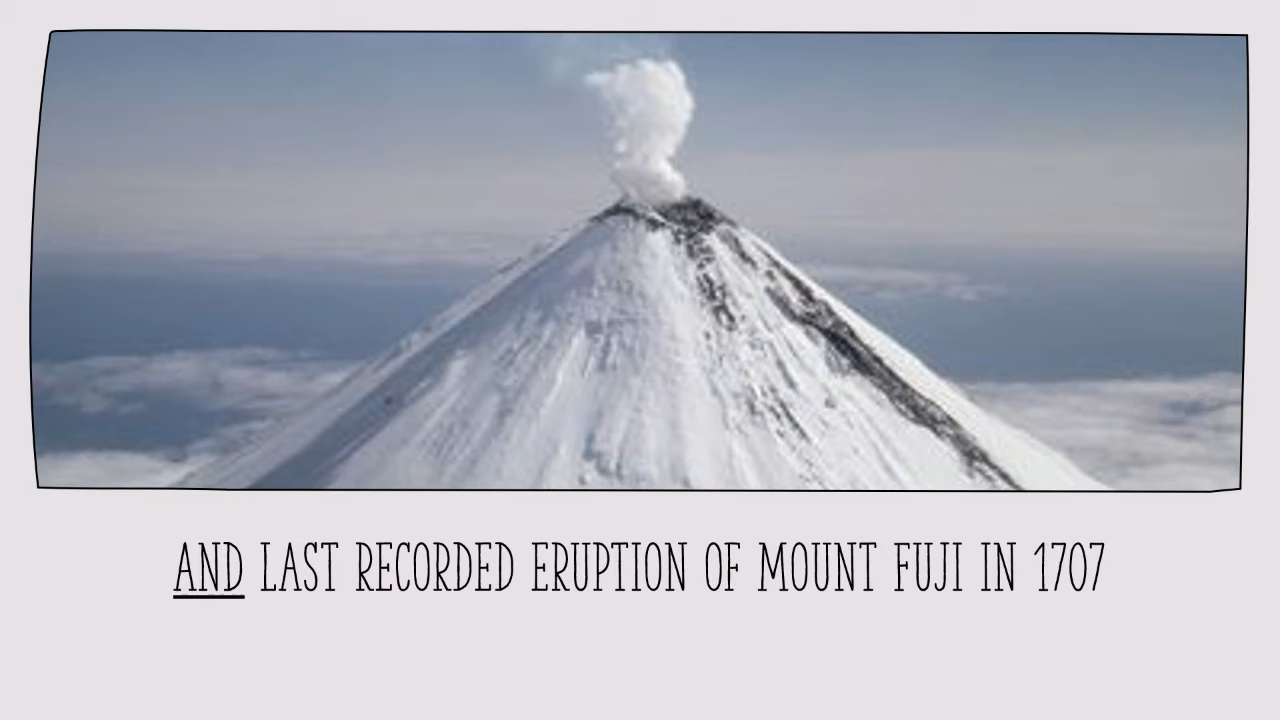 AND LAST RECORDED ERUPTION OF MOUNT FUJI IN 1707